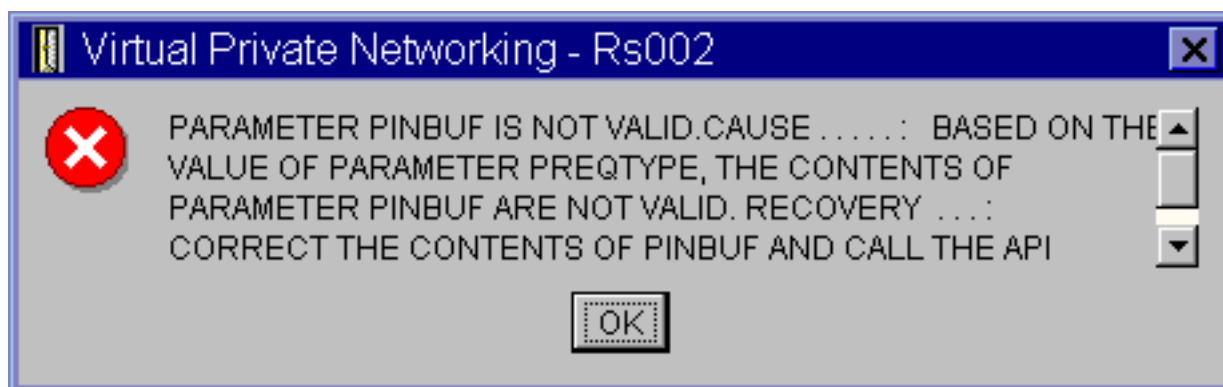 Virtual Private Networking - Rs002
PARAMETER PINBUF IS NOT VALID.CAUSE . . . . . :   BASED ON THE
VALUE OF PARAMETER PREQTYPE, THE CONTENTS OF
PARAMETER PINBUF ARE NOT VALID. RECOVERY  . . . :
CORRECT THE CONTENTS OF PINBUF AND CALL THE API
OK